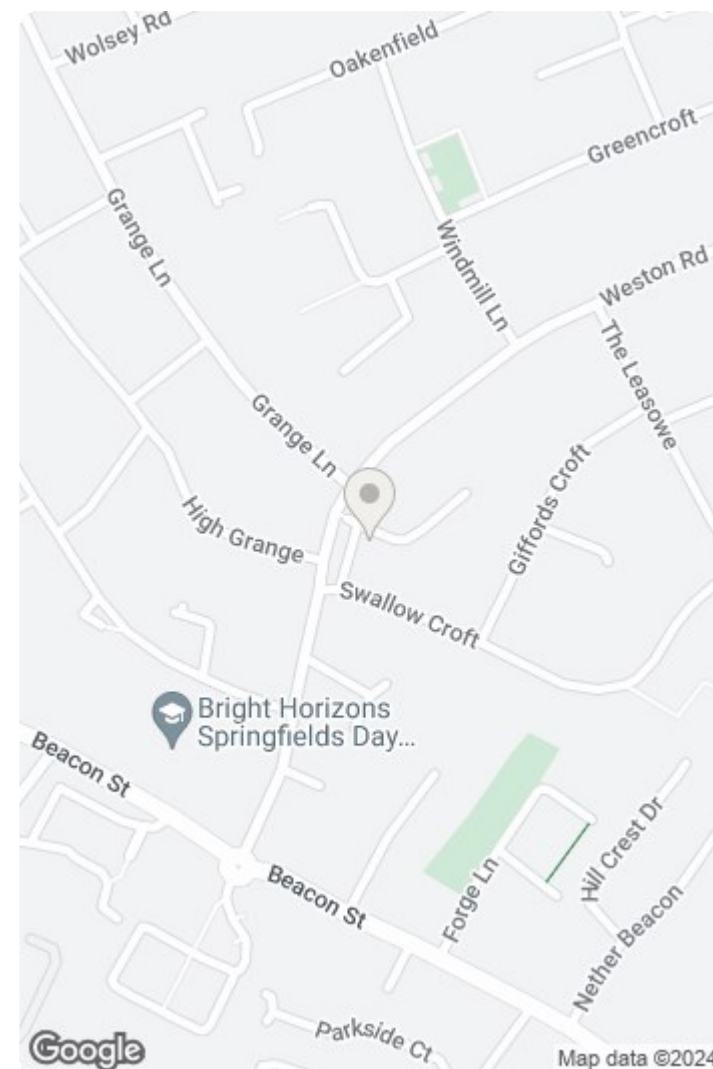 Wolsey Rd
Oakenfield
Greencroft
Grange Ln
Windmill Ln
Weston Rd
The Leasowe
Grange Ln
Giffords Croft
High Grange
Swallow Croft
Bright Horizons
Springfields Day...
Beacon St
Beacon St
Hill Crest Dr
Forge Ln
Nether Beacon
Parkside Ct
Google
Map data ©2024